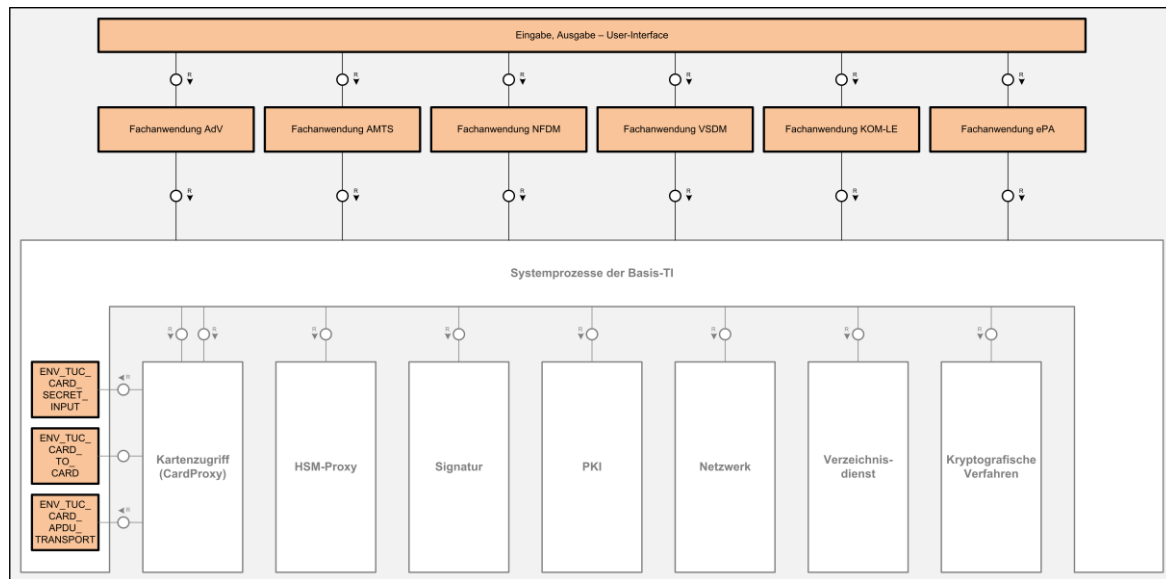 Eingabe, Ausgabe – User-Interface
R
R
R
R
R
R
Fachanwendung AdV
Fachanwendung AMTS
Fachanwendung NFDM
Fachanwendung VSDM
Fachanwendung KOM-LE
Fachanwendung ePA
R
R
R
R
R
R
Systemprozesse der Basis-TI
R
R
R
R
R
R
R
R
ENV_TUC_
CARD_
SECRET_
INPUT
R
ENV_TUC_
CARD_
TO_
CARD
ENV_TUC_
CARD_
APDU_
TRANSPORT
R
Kartenzugriff
(CardProxy)
HSM-Proxy
Signatur
PKI
Netzwerk
Verzeichnis-
dienst
Kryptografische
Verfahren